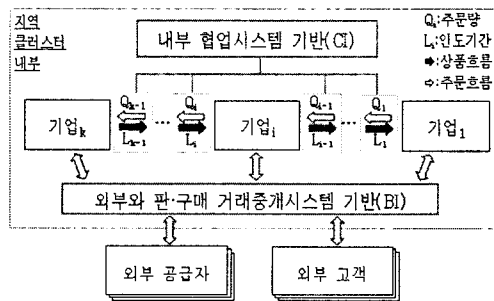 지역
클러스터
내부
내부 협업시스템 기반(CI)
Qᵢ:주문량
Lᵢ:인도기간
➡:상품흐름
⇨:주문흐름
기업k
Qk-1
Lk-1
...
Qi
Li
기업i
Qi-1
Li-1
...
Q1
L1
기업1
외부와 판·구매 거래중개시스템 기반(BI)
외부 공급자
외부 고객